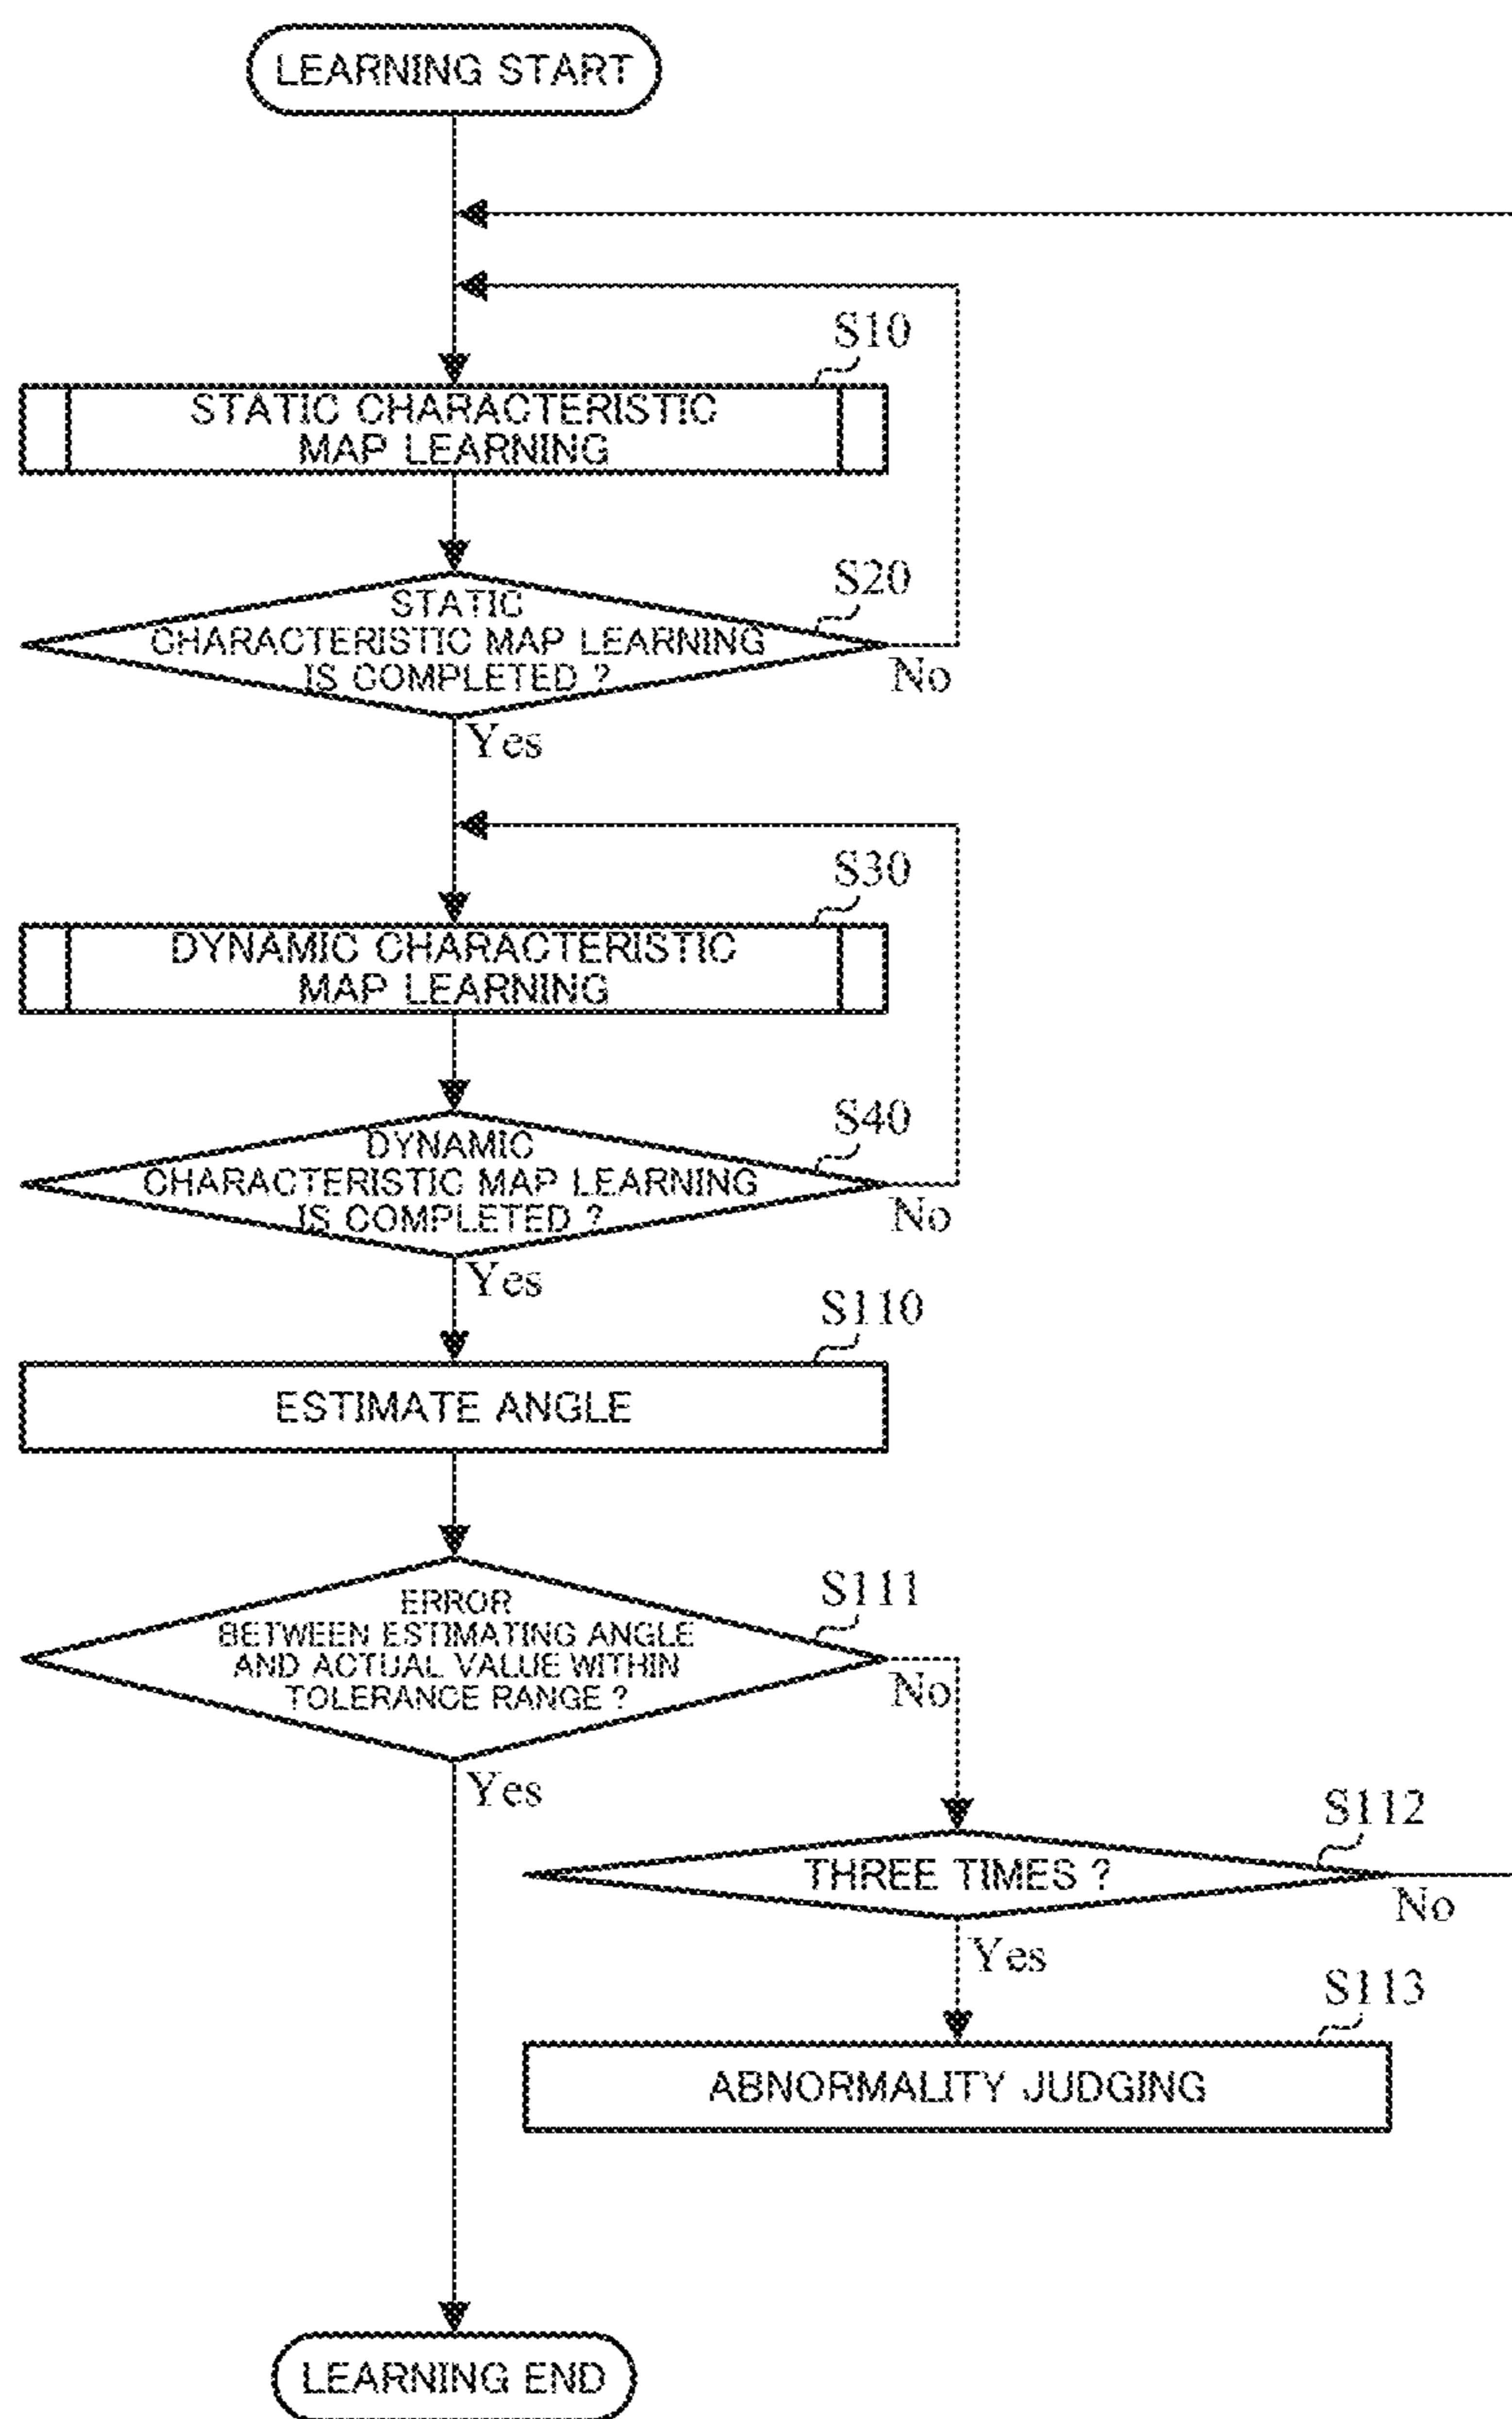 LEARNING START
S10
STATIC CHARACTERISTIC
MAP LEARNING
S20
STATIC
CHARACTERISTIC MAP LEARNING
IS COMPLETED ?
No
Yes
S30
DYNAMIC CHARACTERISTIC
MAP LEARNING
S40
DYNAMIC
CHARACTERISTIC MAP LEARNING
IS COMPLETED ?
No
Yes
S110
ESTIMATE ANGLE
S111
ERROR
BETWEEN ESTIMATING ANGLE
AND ACTUAL VALUE WITHIN
TOLERANCE RANGE ?
No
Yes
S112
THREE TIMES ?
No
Yes
S113
ABNORMALITY JUDGING
LEARNING END